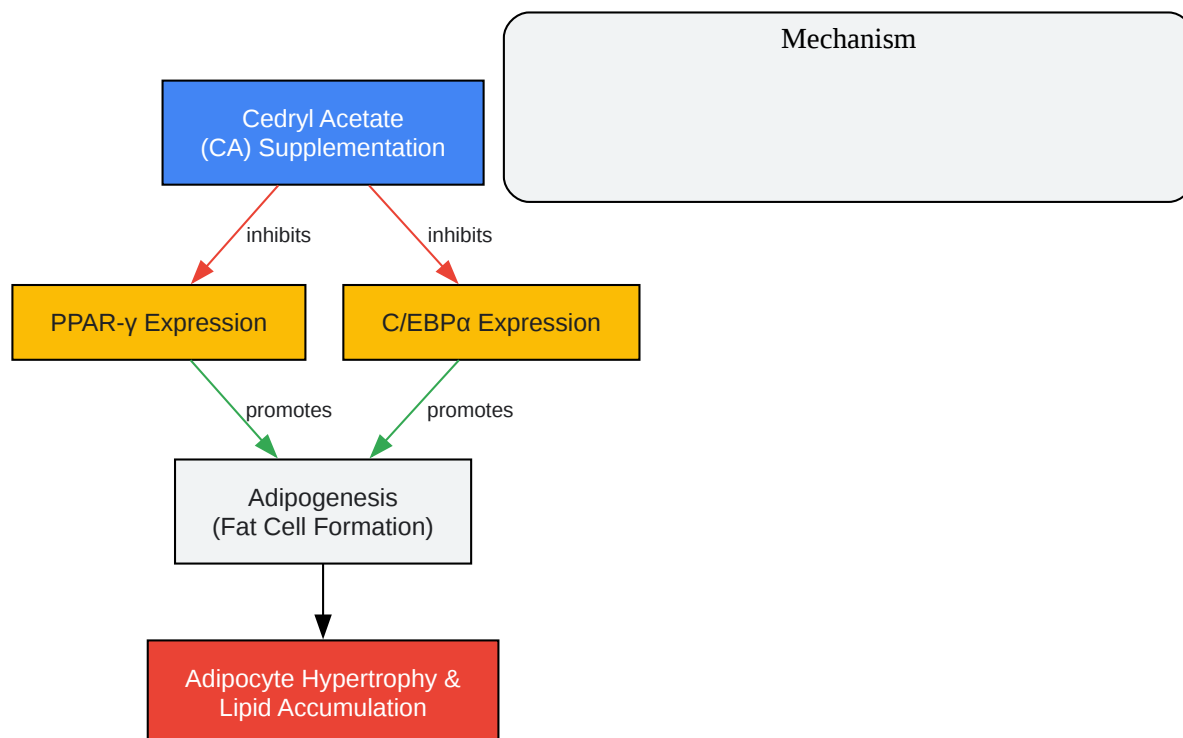 Mechanism
Cedryl Acetate
(CA) Supplementation
inhibits
inhibits
PPAR-γ Expression
C/EBPα Expression
promotes
promotes
Adipogenesis
(Fat Cell Formation)
Adipocyte Hypertrophy &
Lipid Accumulation